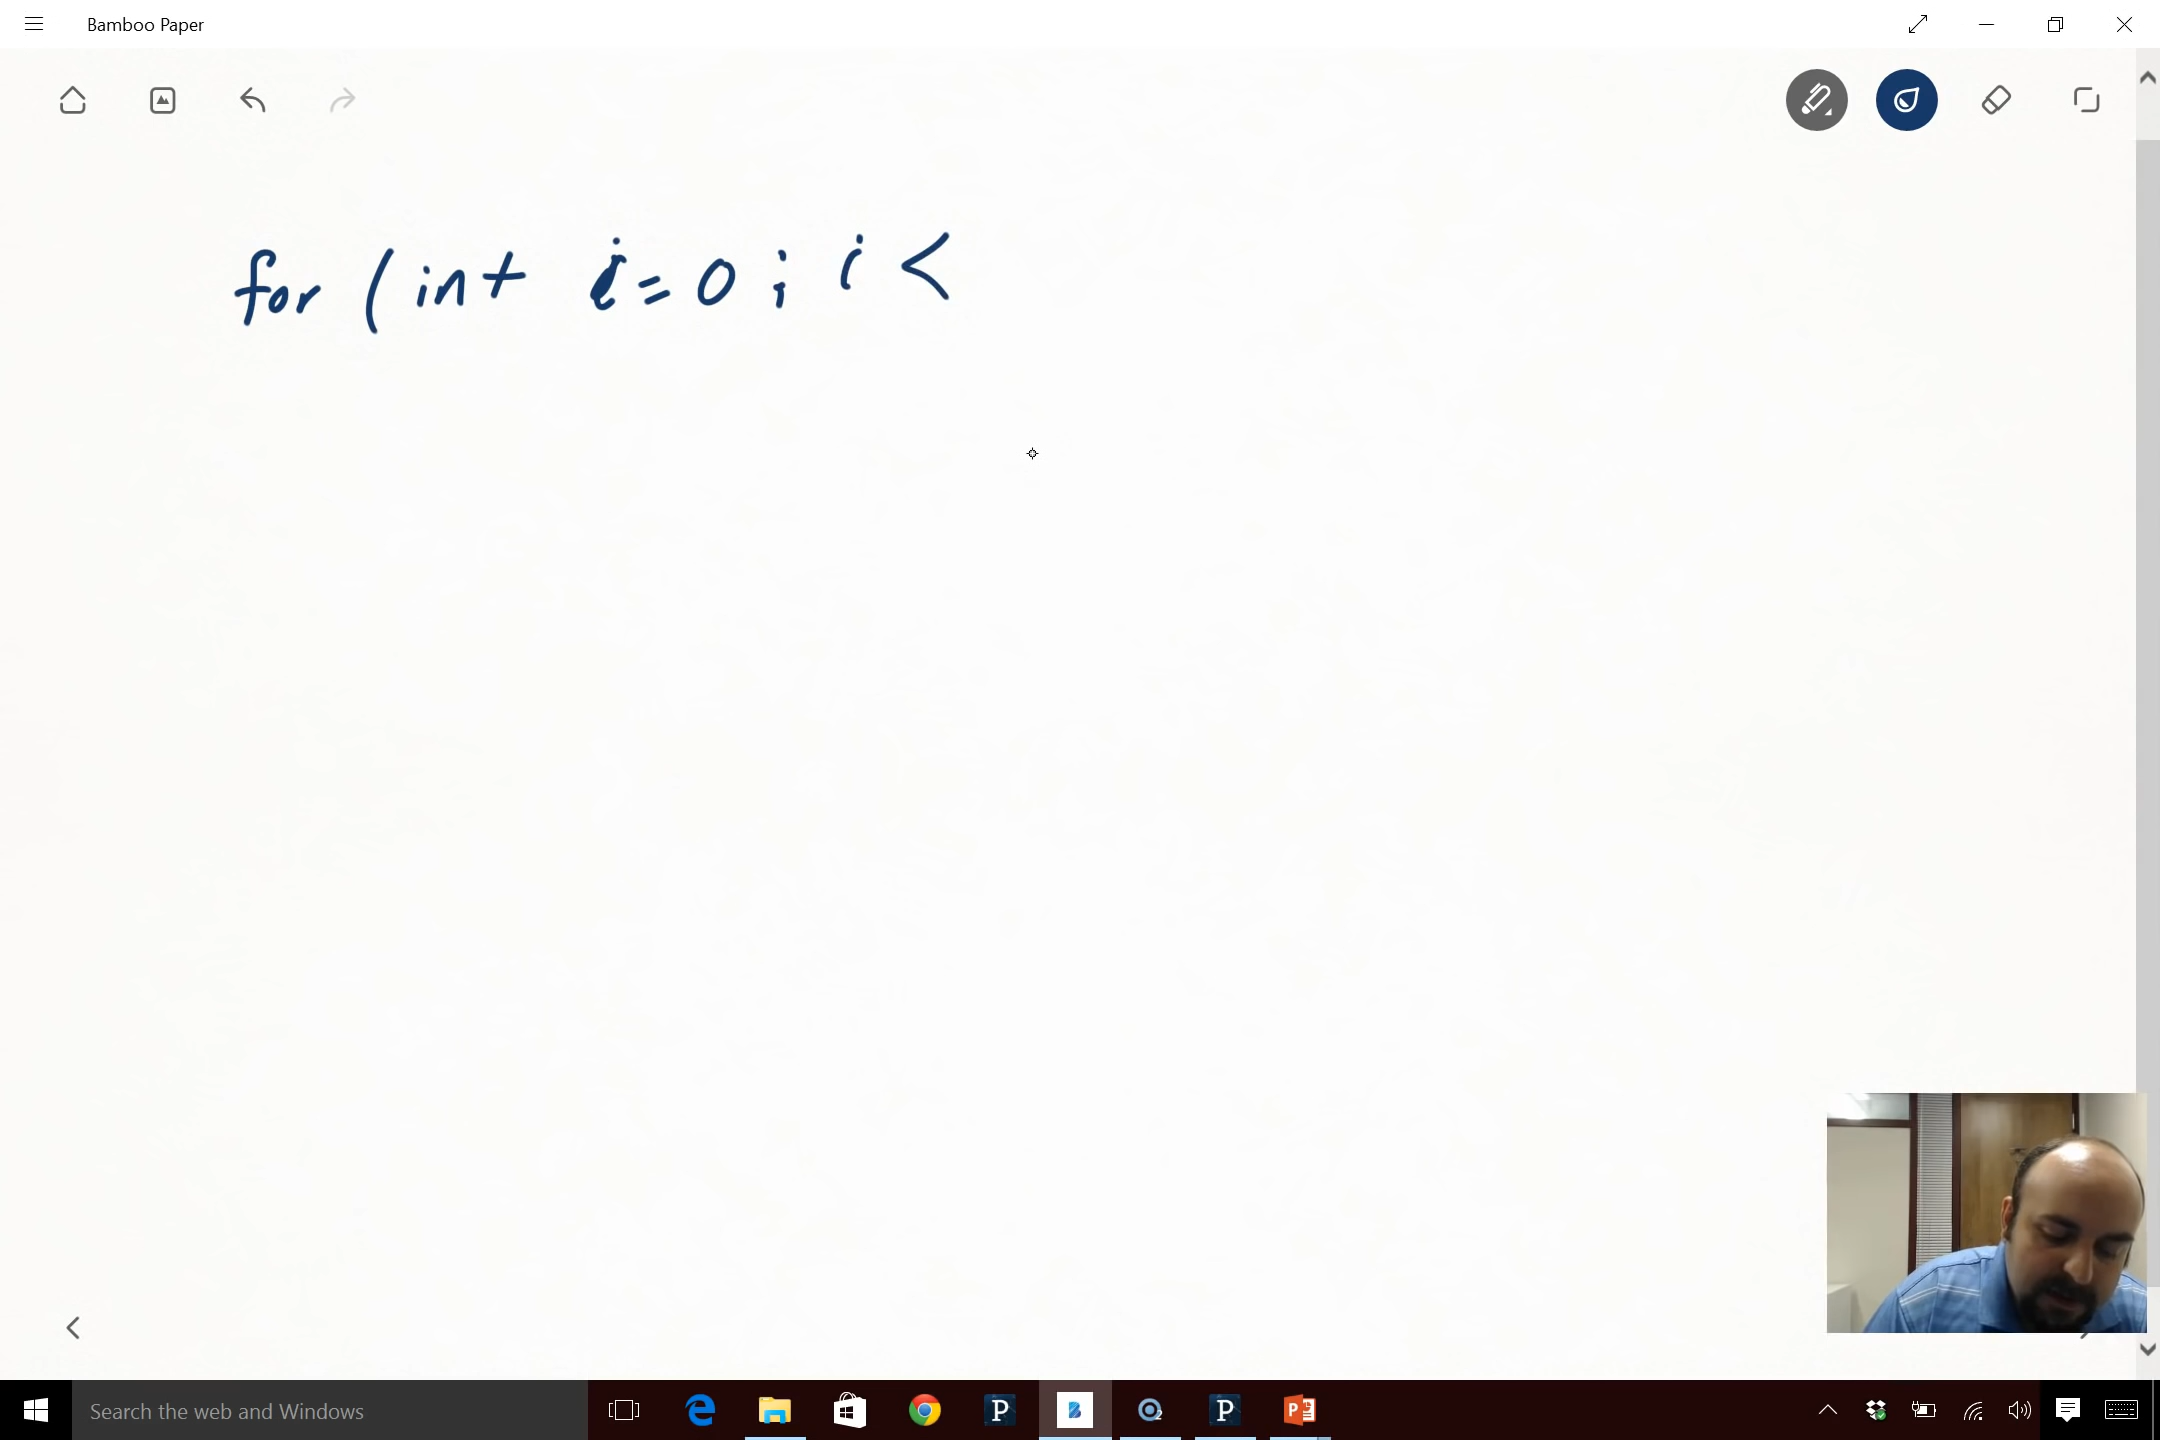 Bamboo Paper
for (int i = 0 ; i <
Search the web and Windows